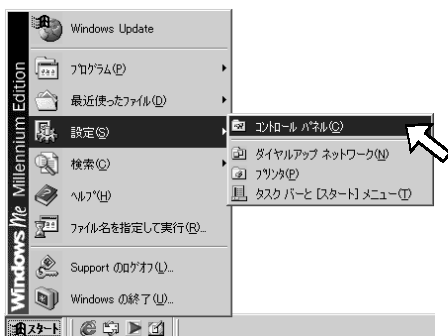 Windows Me Millennium Edition
Windows Update
ﾌﾟﾛｸﾞﾗﾑ(P)
最近使ったﾌｧｲﾙ(D)
設定(S)
検索(C)
ﾍﾙﾌﾟ(H)
ファイル名を指定して実行(R)...
Support のﾛｸﾞｵﾌ(L)...
Windows の終了(U)...
ｺﾝﾄﾛｰﾙ ﾊﾟﾈﾙ(C)
ダイヤルアップ ネットワーク(N)
ﾌﾟﾘﾝﾀ(P)
タスク バーと [スタート] メニュー(T)
スタート